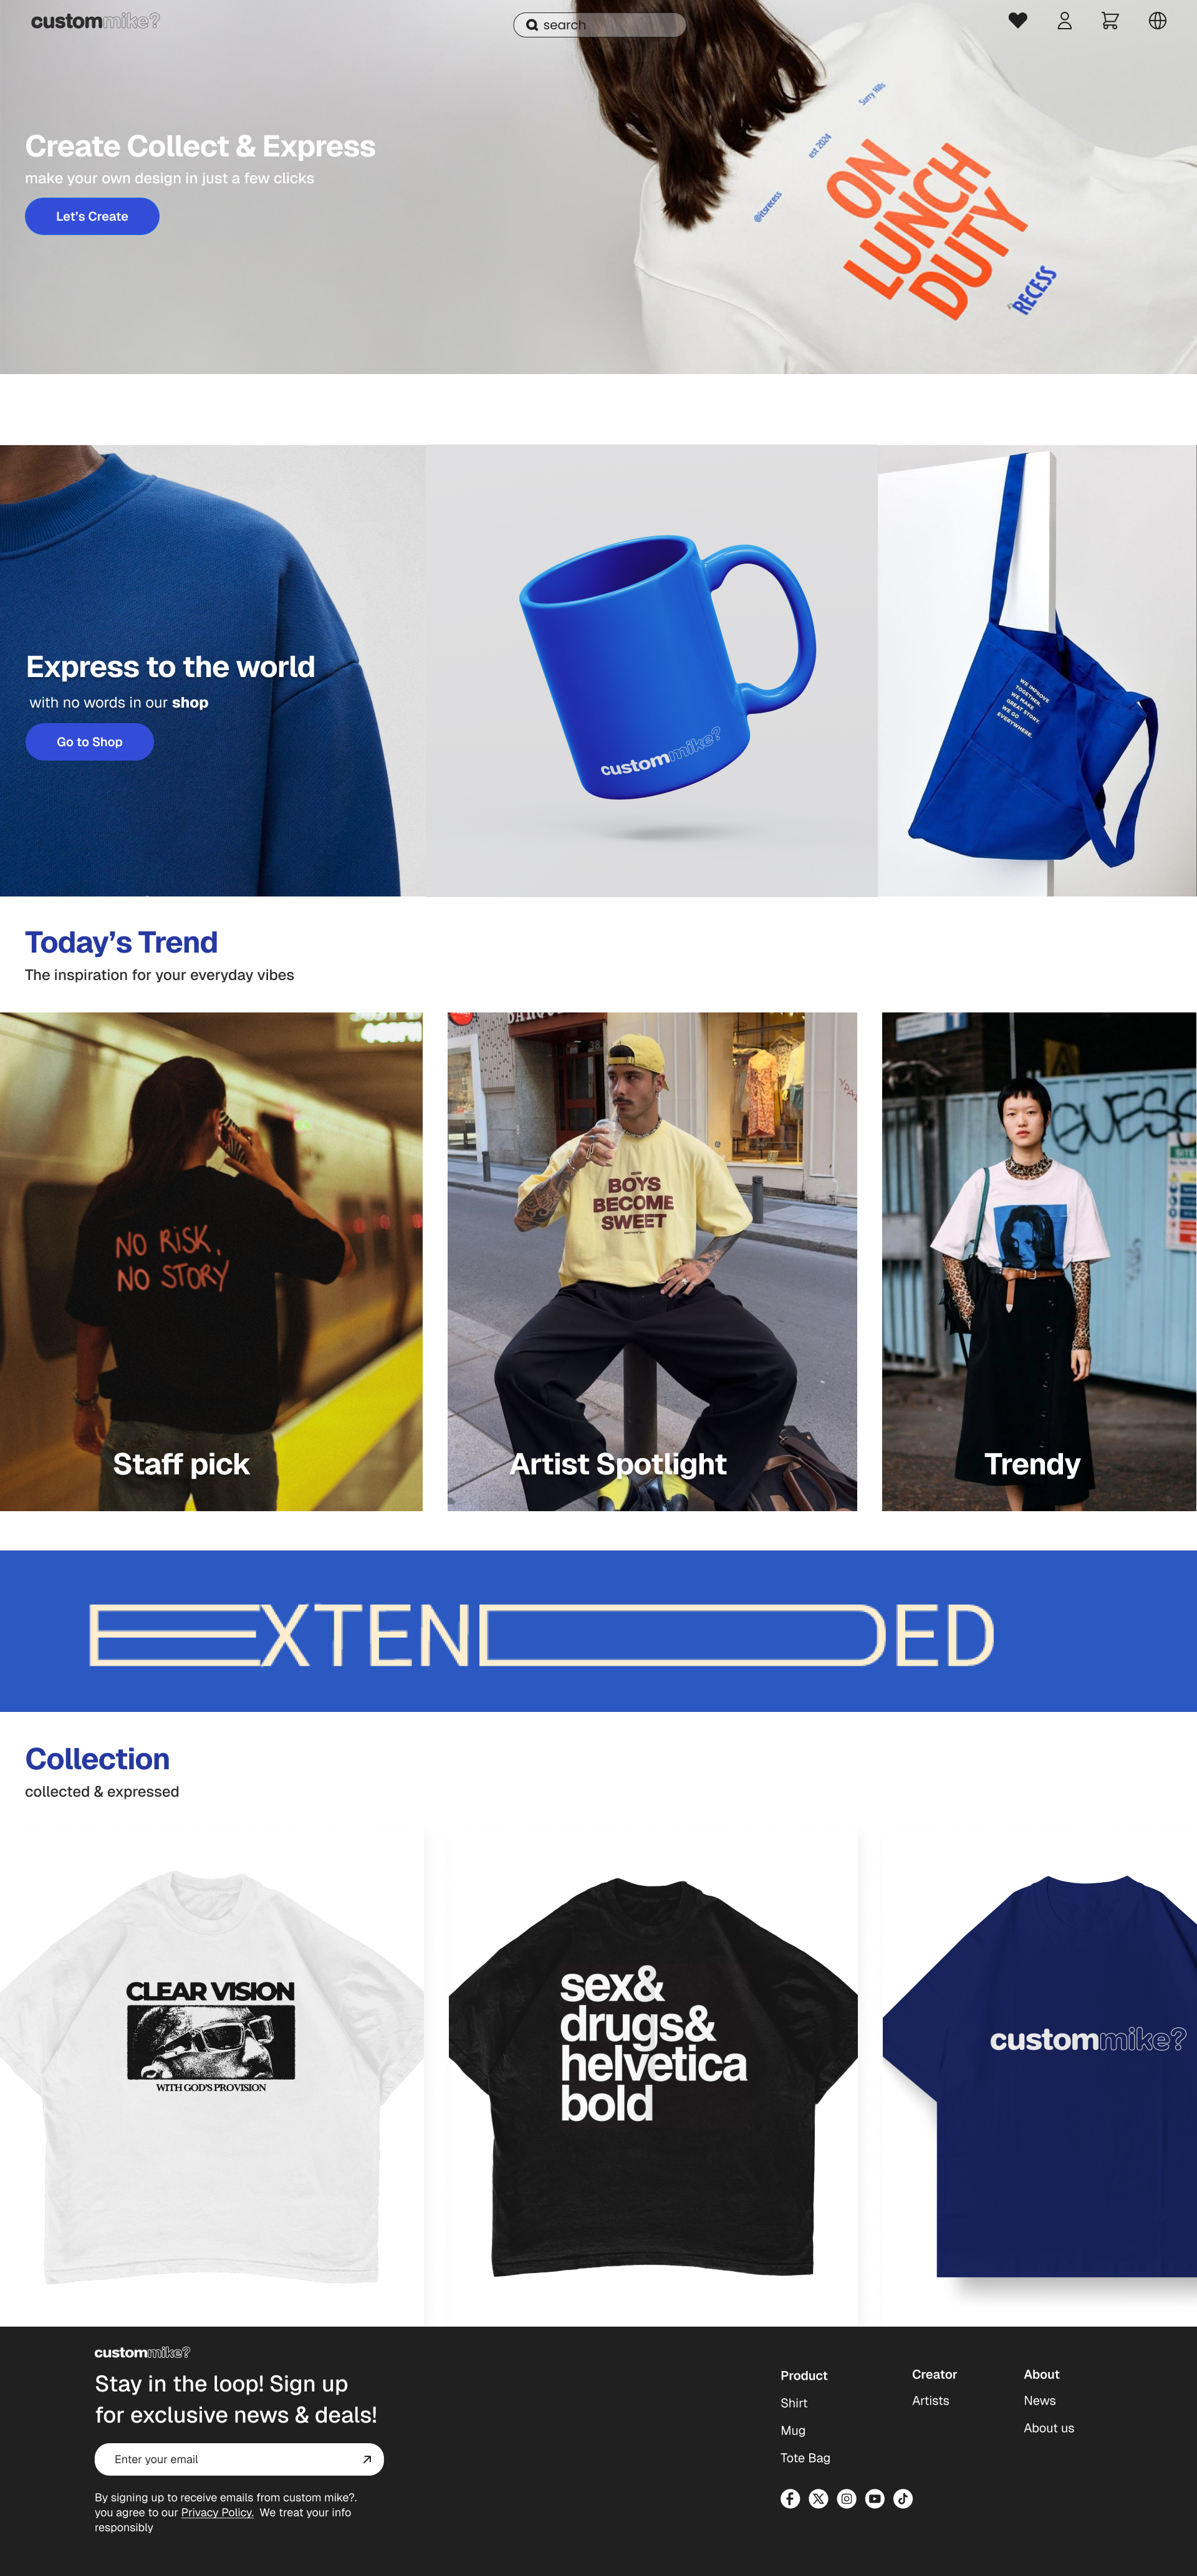 custommike?
search
Surry Hills
est 2024
@itsrecess
ON
LUNCH
DUTY
RECESS
Create Collect & Express
make your own design in just a few clicks
Let's Create
WE IMPROVE
TOGETHER.
WE MAKE
GREAT STORY.
WE GO
EVERYWHERE.
Express to the world
with no words in our shop
Go to Shop
custommike?
Today's Trend
The inspiration for your everyday vibes
38
NO RISK,
NO STORY
BOYS
BECOME
SWEET
GUESS
SITE
Staff pick
Artist Spotlight
Trendy
EXTENDED
Collection
collected & expressed
CLEAR VISION
WITH GOD'S PROVISION
sex&
drugs&
helvetica
bold
custommike?
custommike?
Stay in the loop! Sign up
for exclusive news & deals!
Enter your email
By signing up to receive emails from custom mike?.
you agree to our Privacy Policy. We treat your info
responsibly
Product
Shirt
Mug
Tote Bag
Creator
Artists
About
News
About us